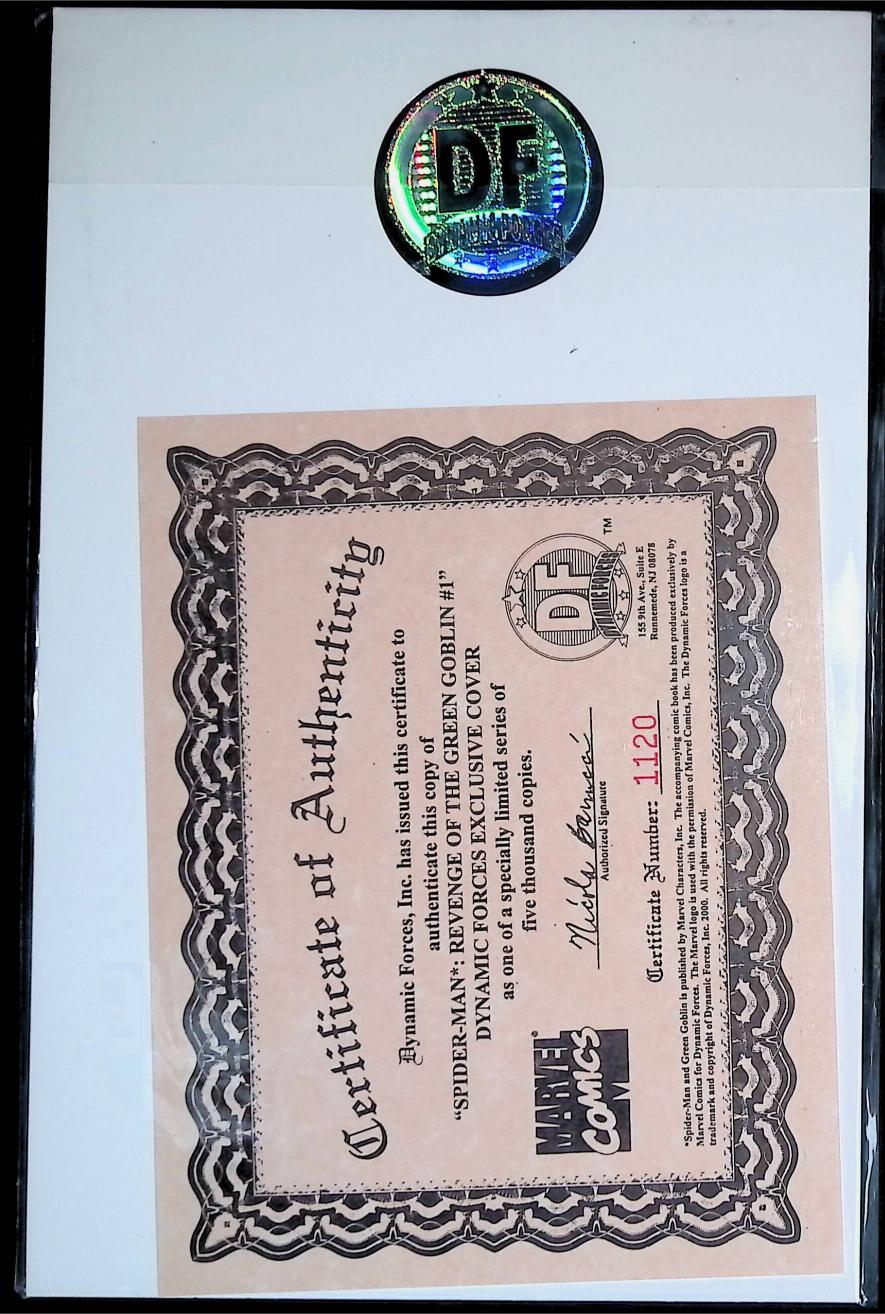 DF
DYNAMIC FORCES
Certificate of Authenticity
Dynamic Forces, Inc. has issued this certificate to
authenticate this copy of
“SPIDER-MAN*: REVENGE OF THE GREEN GOBLIN #1”
DYNAMIC FORCES EXCLUSIVE COVER
as one of a specially limited series of
five thousand copies.
MARVEL®
COMICS
Authorized Signature
DF
DYNAMIC FORCES
TM
155 9th Ave., Suite E
Runnemede, NJ 08078
Certificate Number: 1120
*Spider-Man and Green Goblin is published by Marvel Characters, Inc. The accompanying comic book has been produced exclusively by
Marvel Comics for Dynamic Forces. The Marvel logo is used with the permission of Marvel Comics, Inc. The Dynamic Forces logo is a
trademark and copyright of Dynamic Forces, Inc. 2000. All rights reserved.